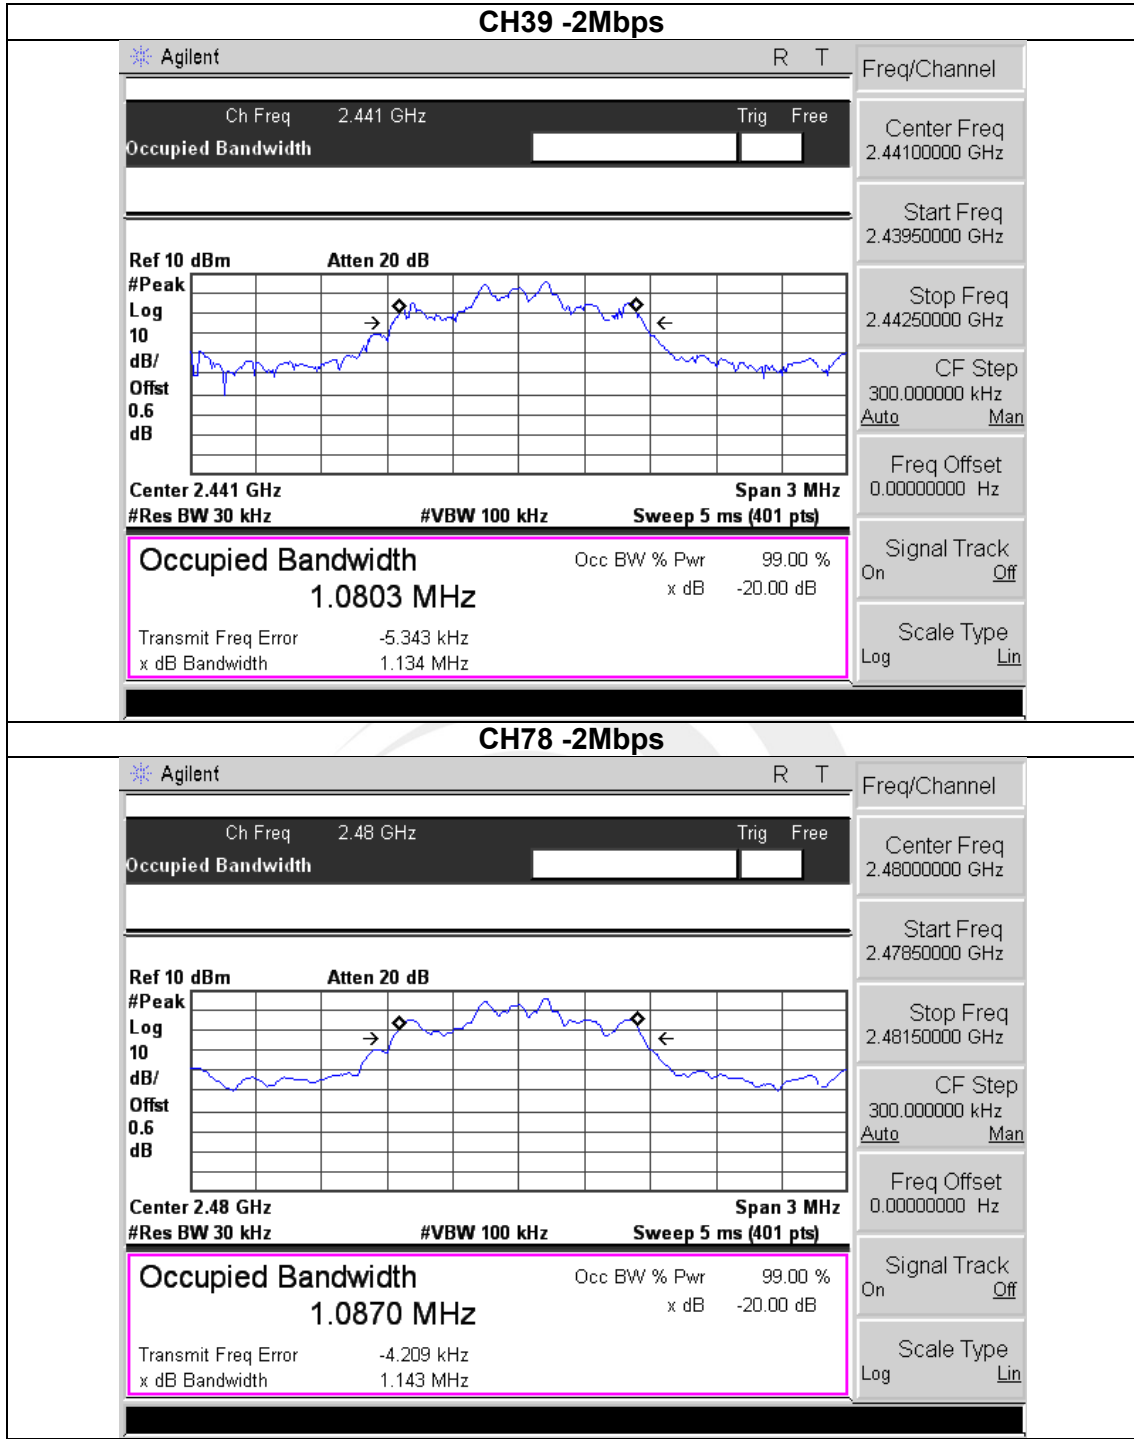 CH39 -2Mbps
Agilent R T
Freq/Channel
Ch Freq 2.441 GHz Trig Free
Occupied Bandwidth
Center Freq
2.44100000 GHz
Start Freq
2.43950000 GHz
Stop Freq
2.44250000 GHz
CF Step
300.000000 kHz
Auto Man
Freq Offset
0.00000000 Hz
Signal Track
On Off
Scale Type
Log Lin
Ref 10 dBm Atten 20 dB
#Peak
Log
10
dB/
Offst
0.6
dB
Center 2.441 GHz Span 3 MHz
#Res BW 30 kHz #VBW 100 kHz Sweep 5 ms (401 pts)
Occupied Bandwidth Occ BW % Pwr 99.00 %
1.0803 MHz x dB -20.00 dB
Transmit Freq Error -5.343 kHz
x dB Bandwidth 1.134 MHz
CH78 -2Mbps
Agilent R T
Freq/Channel
Ch Freq 2.48 GHz Trig Free
Occupied Bandwidth
Center Freq
2.48000000 GHz
Start Freq
2.47850000 GHz
Stop Freq
2.48150000 GHz
CF Step
300.000000 kHz
Auto Man
Freq Offset
0.00000000 Hz
Signal Track
On Off
Scale Type
Log Lin
Ref 10 dBm Atten 20 dB
#Peak
Log
10
dB/
Offst
0.6
dB
Center 2.48 GHz Span 3 MHz
#Res BW 30 kHz #VBW 100 kHz Sweep 5 ms (401 pts)
Occupied Bandwidth Occ BW % Pwr 99.00 %
1.0870 MHz x dB -20.00 dB
Transmit Freq Error -4.209 kHz
x dB Bandwidth 1.143 MHz